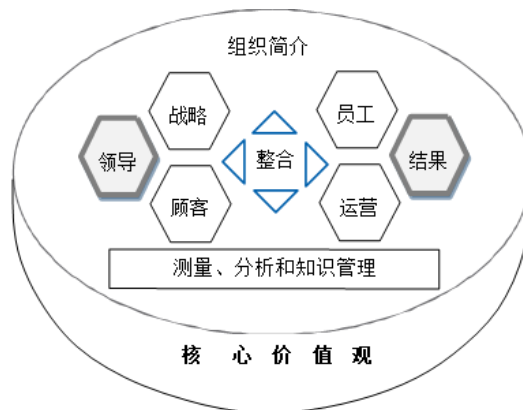 组织简介
战略
员工
领导
整合
结果
顾客
运营
测量、分析和知识管理
核 心 价 值 观